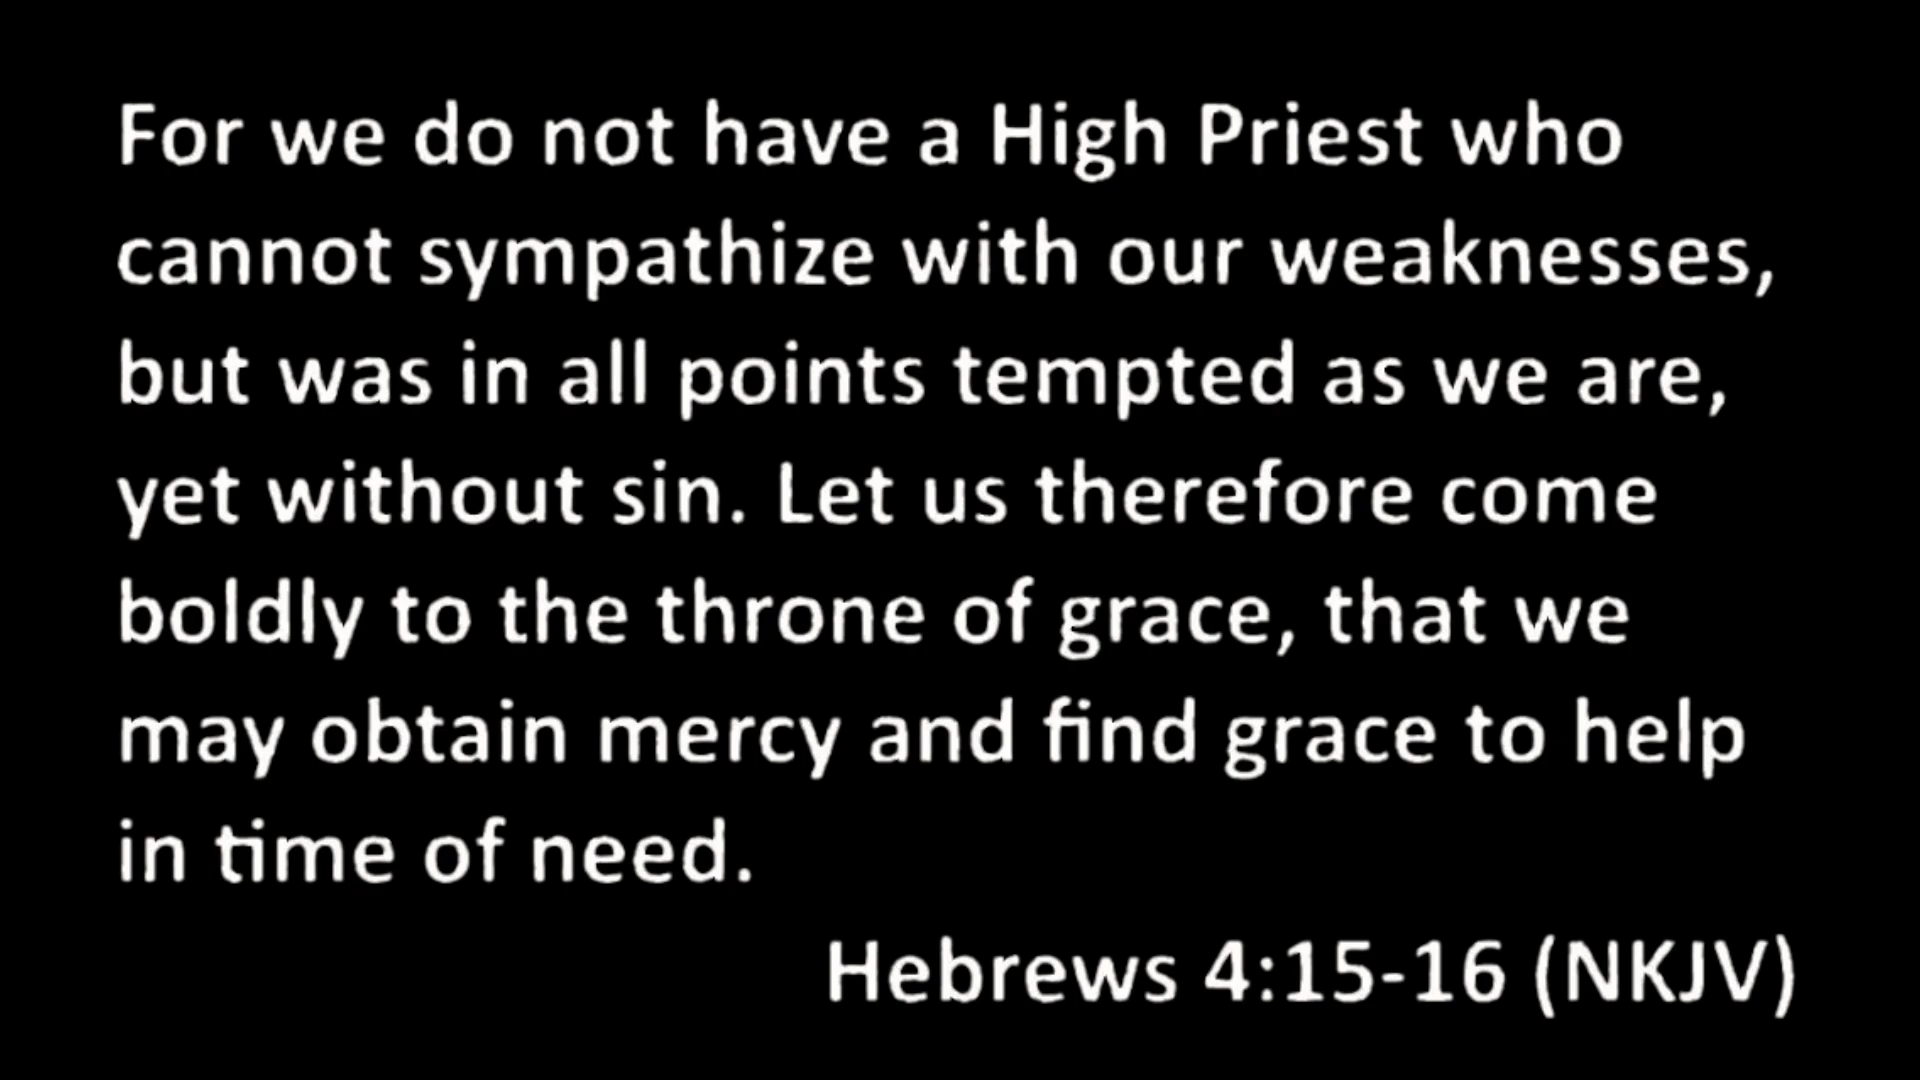 For we do not have a High Priest who
cannot sympathize with our weaknesses,
but was in all points tempted as we are,
yet without sin. Let us therefore come
boldly to the throne of grace, that we
may obtain mercy and find grace to help
in time of need.
Hebrews 4:15-16 (NKJV)